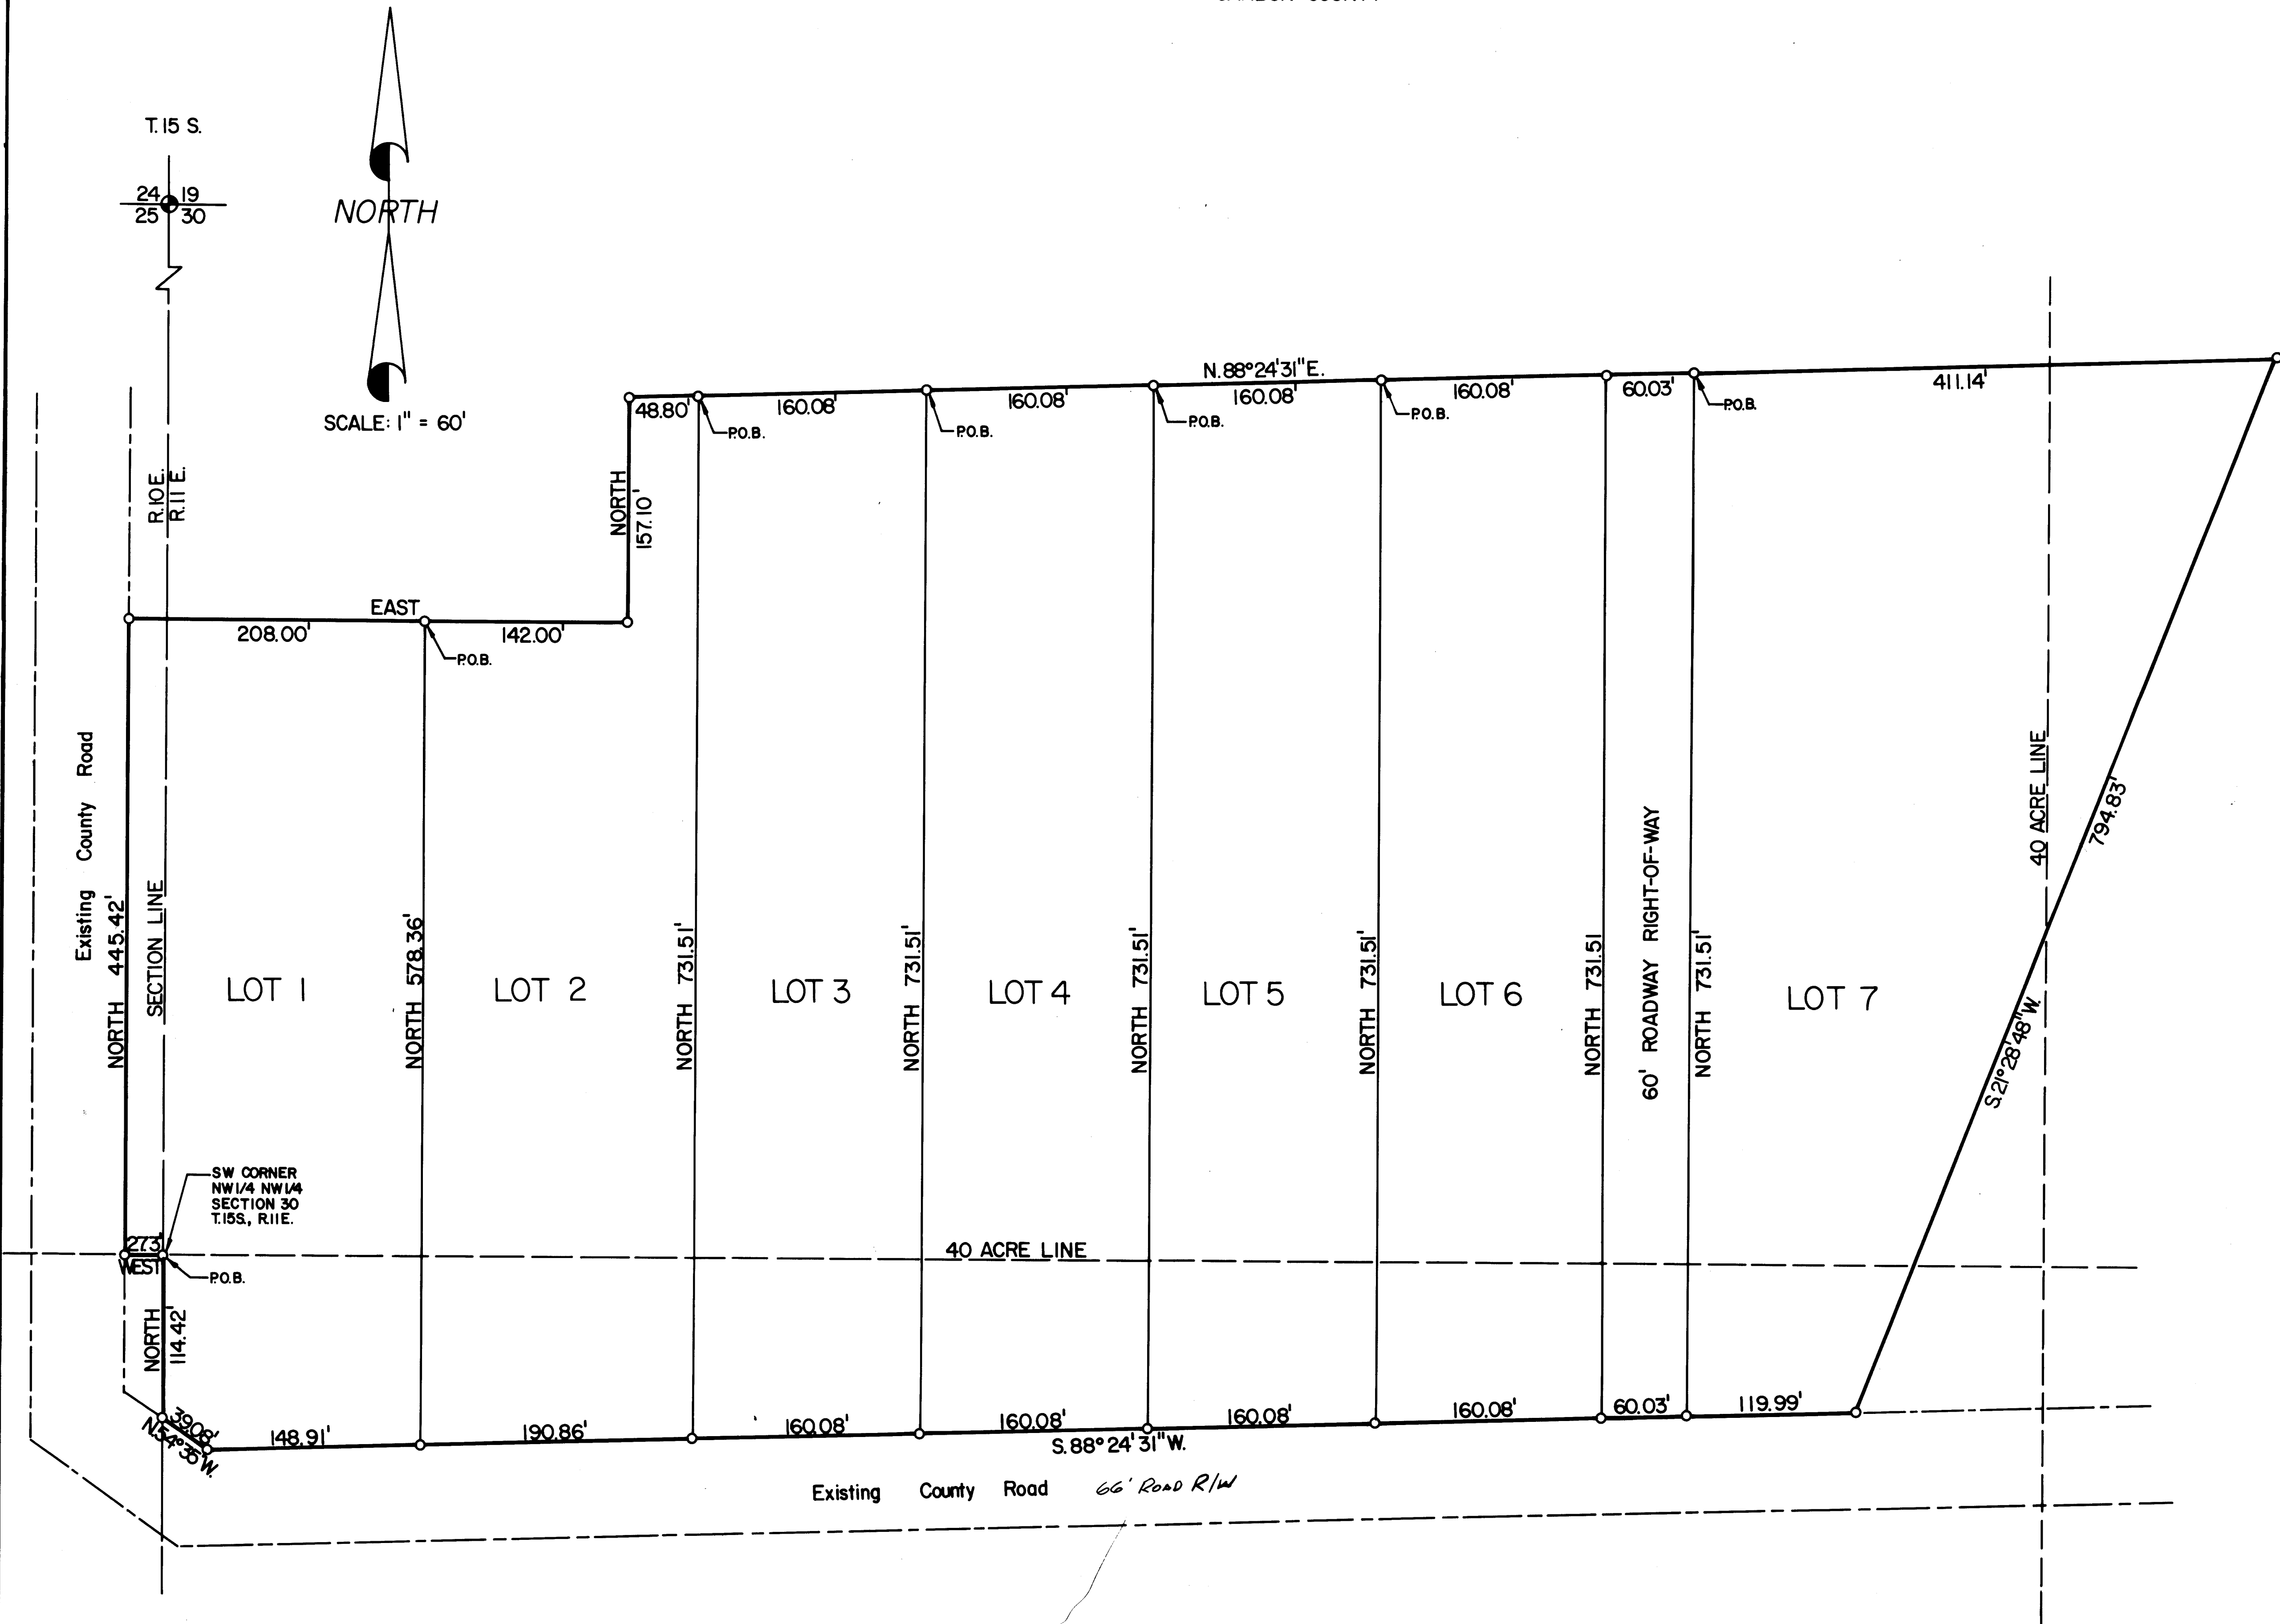 T. 15 S.
24 19
25 30
NORTH
SCALE: 1" = 60'
R.10E.
R.11 E.
N.88°24'31"E.
48.80'
160.08'
160.08'
160.08'
160.08'
60.03'
411.14'
P.O.B.
P.O.B.
P.O.B.
P.O.B.
P.O.B.
NORTH
157.10'
EAST
208.00'
142.00'
P.O.B.
Existing County Road
NORTH 445.42'
SECTION LINE
NORTH 578.36'
NORTH 731.51'
NORTH 731.51'
NORTH 731.51'
NORTH 731.51'
NORTH 731.51
60' ROADWAY RIGHT-OF-WAY
NORTH 731.51'
40 ACRE LINE
794.83'
S.21°28'48"W.
LOT 1
LOT 2
LOT 3
LOT 4
LOT 5
LOT 6
LOT 7
SW CORNER
NW1/4 NW1/4
SECTION 30
T.15S., R.11E.
27.3'
WEST
P.O.B.
40 ACRE LINE
NORTH
114.42'
39.08'
N.54°35'W.
148.91'
190.86'
160.08'
160.08'
160.08'
160.08'
60.03'
119.99'
S.88°24'31"W.
Existing County Road 66' ROAD R/W